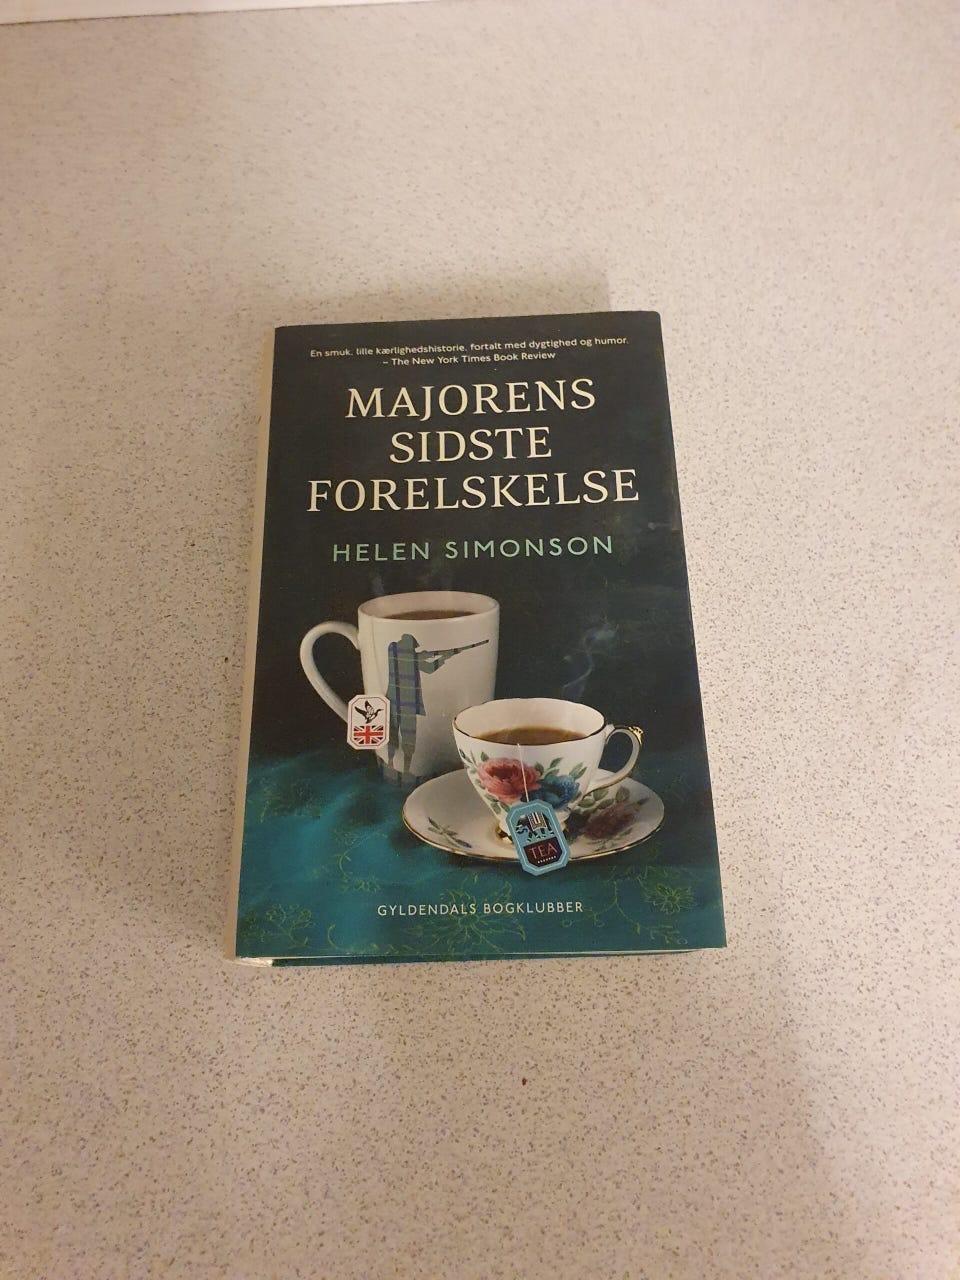 En smuk, lille kærlighedshistorie, fortalt med dygtighed og humor.
– The New York Times Book Review
MAJORENS
SIDSTE
FORELSKELSE
HELEN SIMONSON
TEA
GYLDENDALS BOGKLUBBER